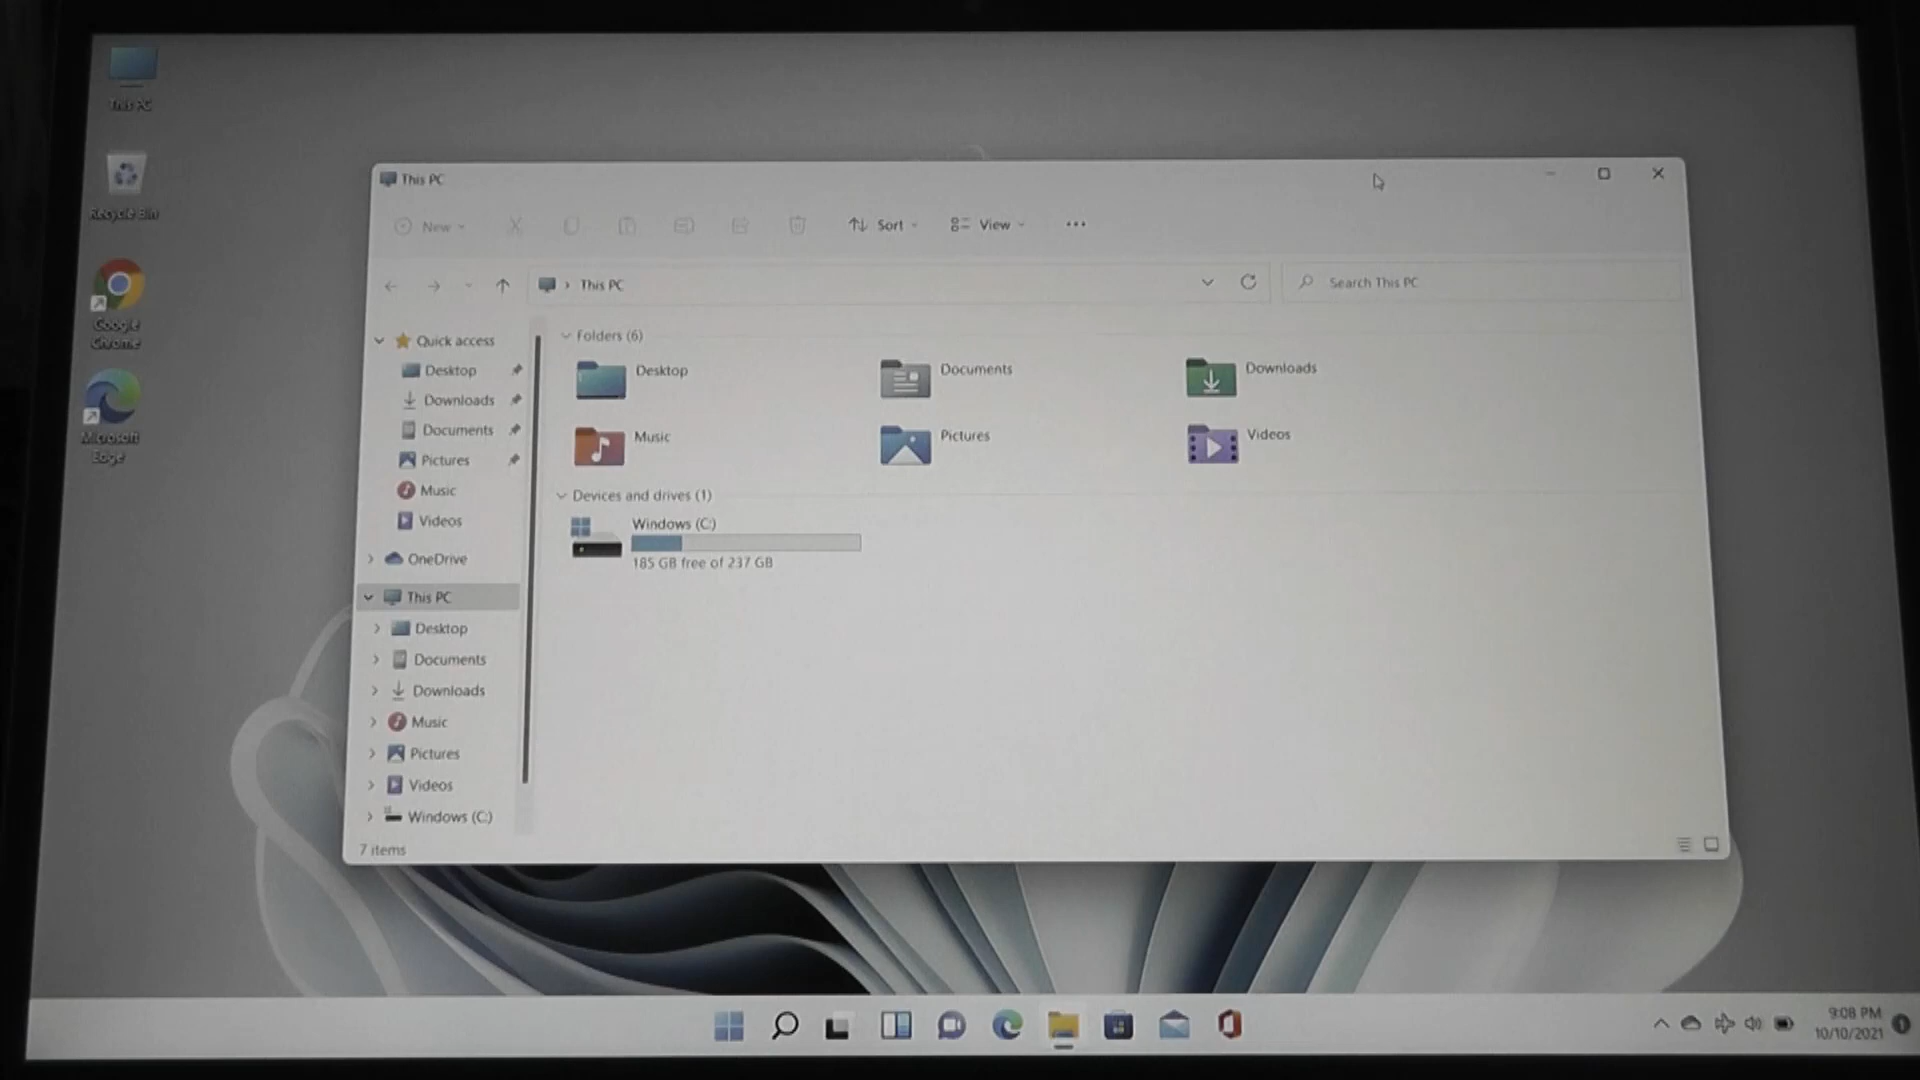 This PC
Recycle Bin
Google
Chrome
Microsoft
Edge
This PC
New
Sort
View
This PC
Search This PC
Quick access
Desktop
Downloads
Documents
Pictures
Music
Videos
OneDrive
This PC
Desktop
Documents
Downloads
Music
Pictures
Videos
Windows (C:)
7 items
Folders (6)
Desktop
Documents
Downloads
Music
Pictures
Videos
Devices and drives (1)
Windows (C:)
185 GB free of 237 GB
9:08 PM
10/10/2021
1